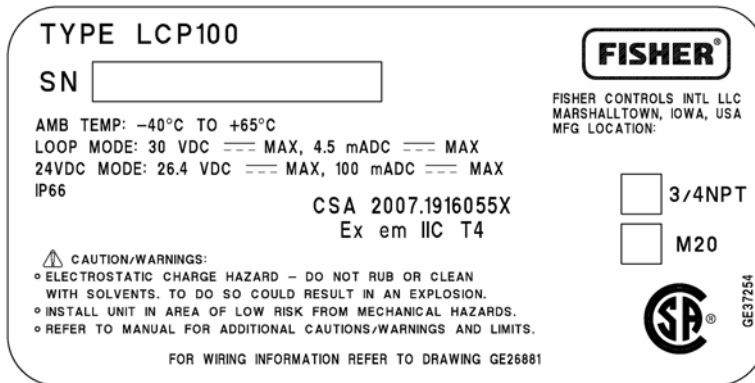 TYPE LCP100
SN
AMB TEMP: −40°C TO +65°C
LOOP MODE: 30 VDC ⎓ MAX, 4.5 mADC ⎓ MAX
24VDC MODE: 26.4 VDC ⎓ MAX, 100 mADC ⎓ MAX
IP66
CSA 2007.1916055X
Ex em IIC T4
⚠ CAUTION/WARNINGS:
° ELECTROSTATIC CHARGE HAZARD – DO NOT RUB OR CLEAN
WITH SOLVENTS. TO DO SO COULD RESULT IN AN EXPLOSION.
° INSTALL UNIT IN AREA OF LOW RISK FROM MECHANICAL HAZARDS.
° REFER TO MANUAL FOR ADDITIONAL CAUTIONS/WARNINGS AND LIMITS.
FOR WIRING INFORMATION REFER TO DRAWING GE26881
FISHER®
FISHER CONTROLS INTL LLC
MARSHALLTOWN, IOWA, USA
MFG LOCATION:
3/4NPT
M20
SA®
GE37254